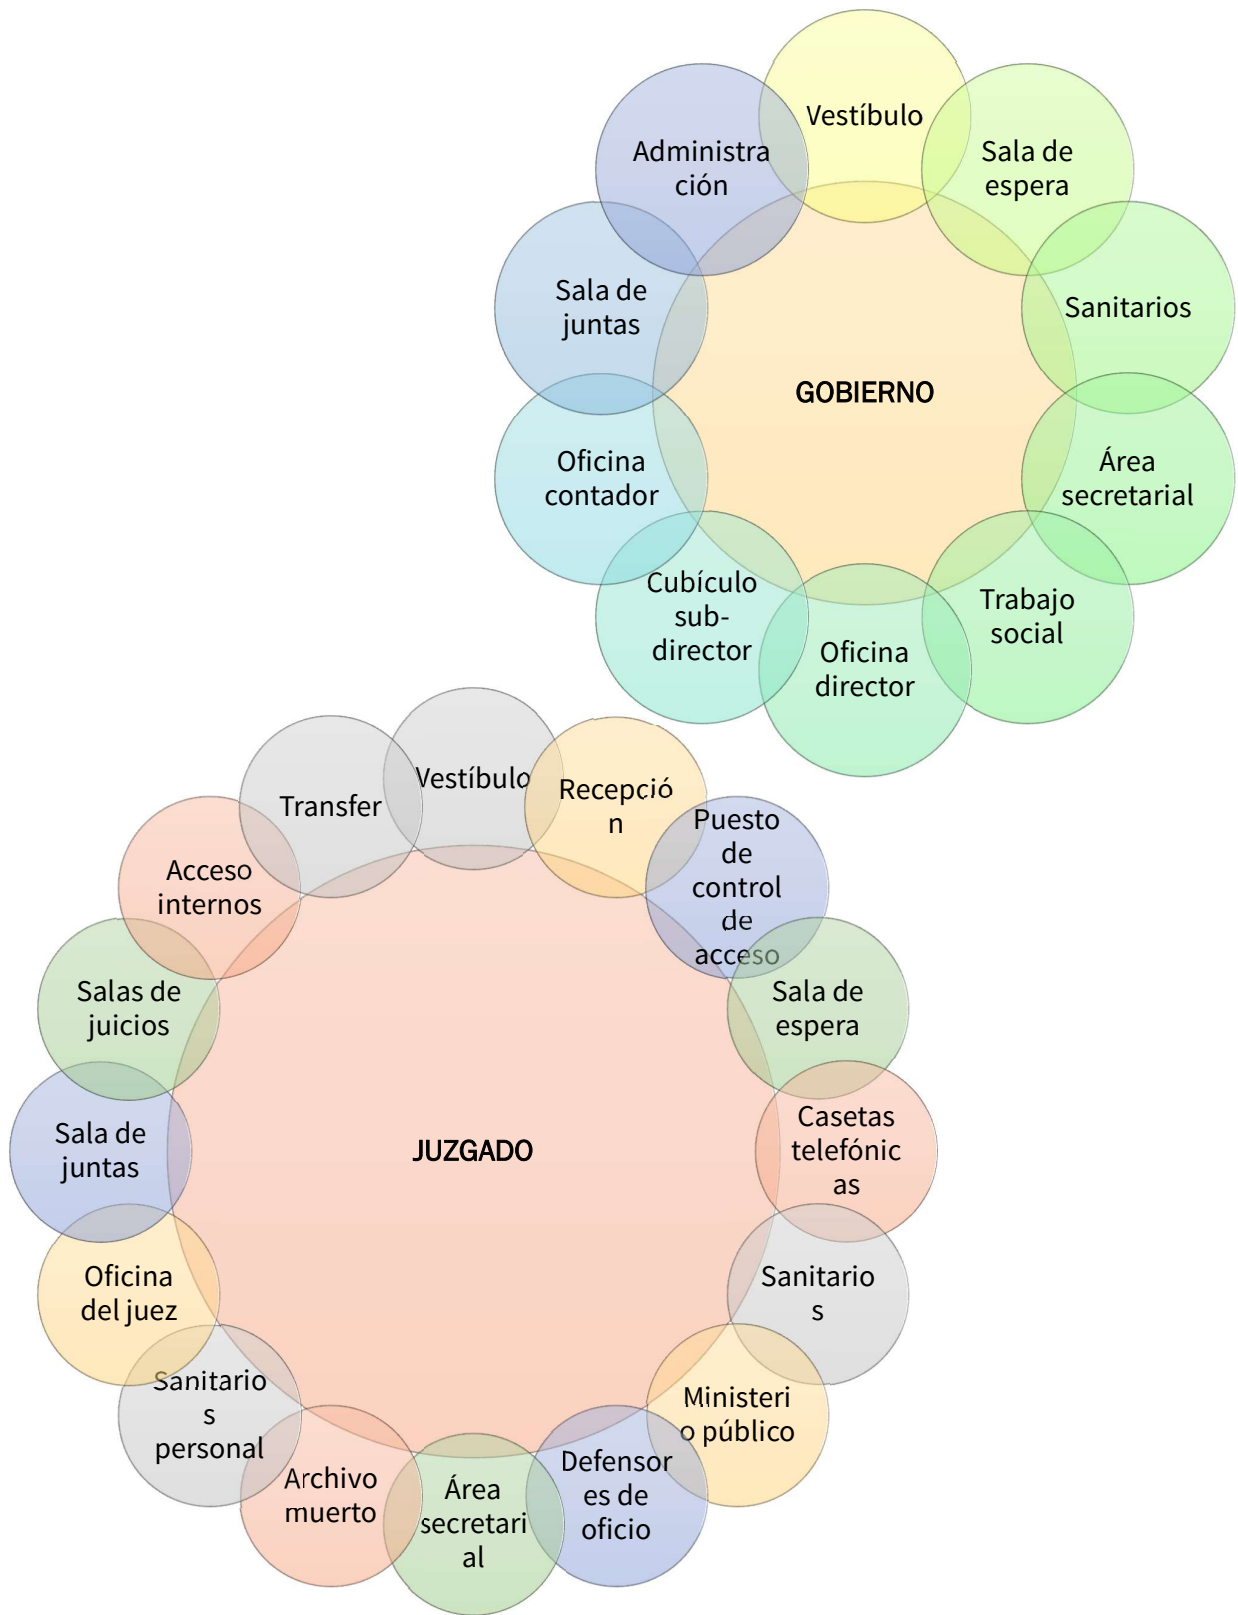 Vestíbulo
Administra
ción
Sala de
espera
Sala de
juntas
Sanitarios
GOBIERNO
Oficina
contador
Área
secretarial
Cubículo
sub-
director
Trabajo
social
Oficina
director
Vestíbulo
Transfer
Recepció
n
Puesto
de
control
de
acceso
Acceso
internos
Salas de
juicios
Sala de
espera
Sala de
juntas
JUZGADO
Casetas
telefónic
as
Oficina
del juez
Sanitario
s
Sanitario
s
personal
Ministeri
o público
Archivo
muerto
Área
secretari
al
Defensor
es de
oficio